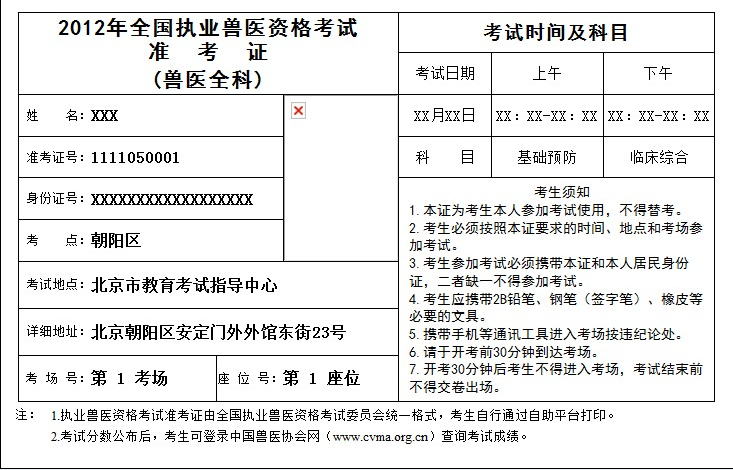 2012年全国执业兽医资格考试
准 考 证
(兽医全科)
姓 名: XXX
准考证号: 1111050001
身份证号: XXXXXXXXXXXXXXXXXX
考 点: 朝阳区
考试地点: 北京市教育考试指导中心
详细地址: 北京朝阳区安定门外外馆东街23号
考 场 号: 第 1 考场 座 位 号: 第 1 座位
考试时间及科目
考试日期 上午 下午
XX月XX日 XX: XX-XX: XX XX: XX-XX: XX
科 目 基础预防 临床综合
考生须知
1. 本证为考生本人参加考试使用，不得替考。
2. 考生必须按照本证要求的时间、地点和考场参
加考试。
3. 考生参加考试必须携带本证和本人居民身份
证，二者缺一不得参加考试。
4. 考生应携带2B铅笔、钢笔（签字笔）、橡皮等
必要的文具。
5. 携带手机等通讯工具进入考场按违纪论处。
6. 请于开考前30分钟到达考场。
7. 开考30分钟后考生不得进入考场，考试结束前
不得交卷出场。
注: 1.执业兽医资格考试准考证由全国执业兽医资格考试委员会统一格式，考生自行通过自助平台打印。
2.考试分数公布后，考生可登录中国兽医协会网（www.cvma.org.cn）查询考试成绩。